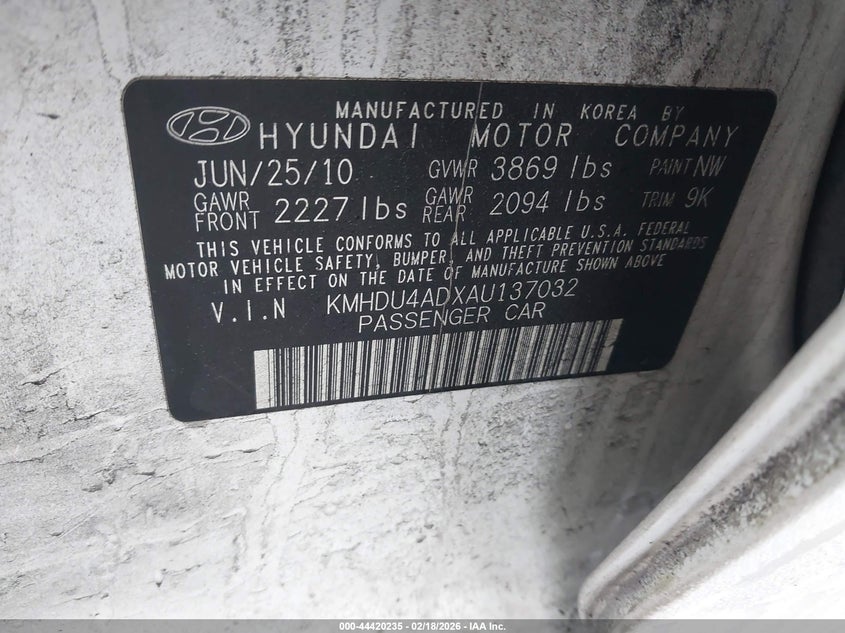 MANUFACTURED IN KOREA BY
HYUNDAI MOTOR COMPANY
JUN/25/10 GVWR 3869 lbs PAINT NW
GAWR FRONT 2227 lbs GAWR REAR 2094 lbs TRIM 9K
THIS VEHICLE CONFORMS TO ALL APPLICABLE U.S.A. FEDERAL
MOTOR VEHICLE SAFETY, BUMPER, AND THEFT PREVENTION STANDARDS
IN EFFECT ON THE DATE OF MANUFACTURE SHOWN ABOVE
V.I.N KMHDU4ADXAU137032
PASSENGER CAR
000-44420235 - 02/18/2026 - IAA Inc.